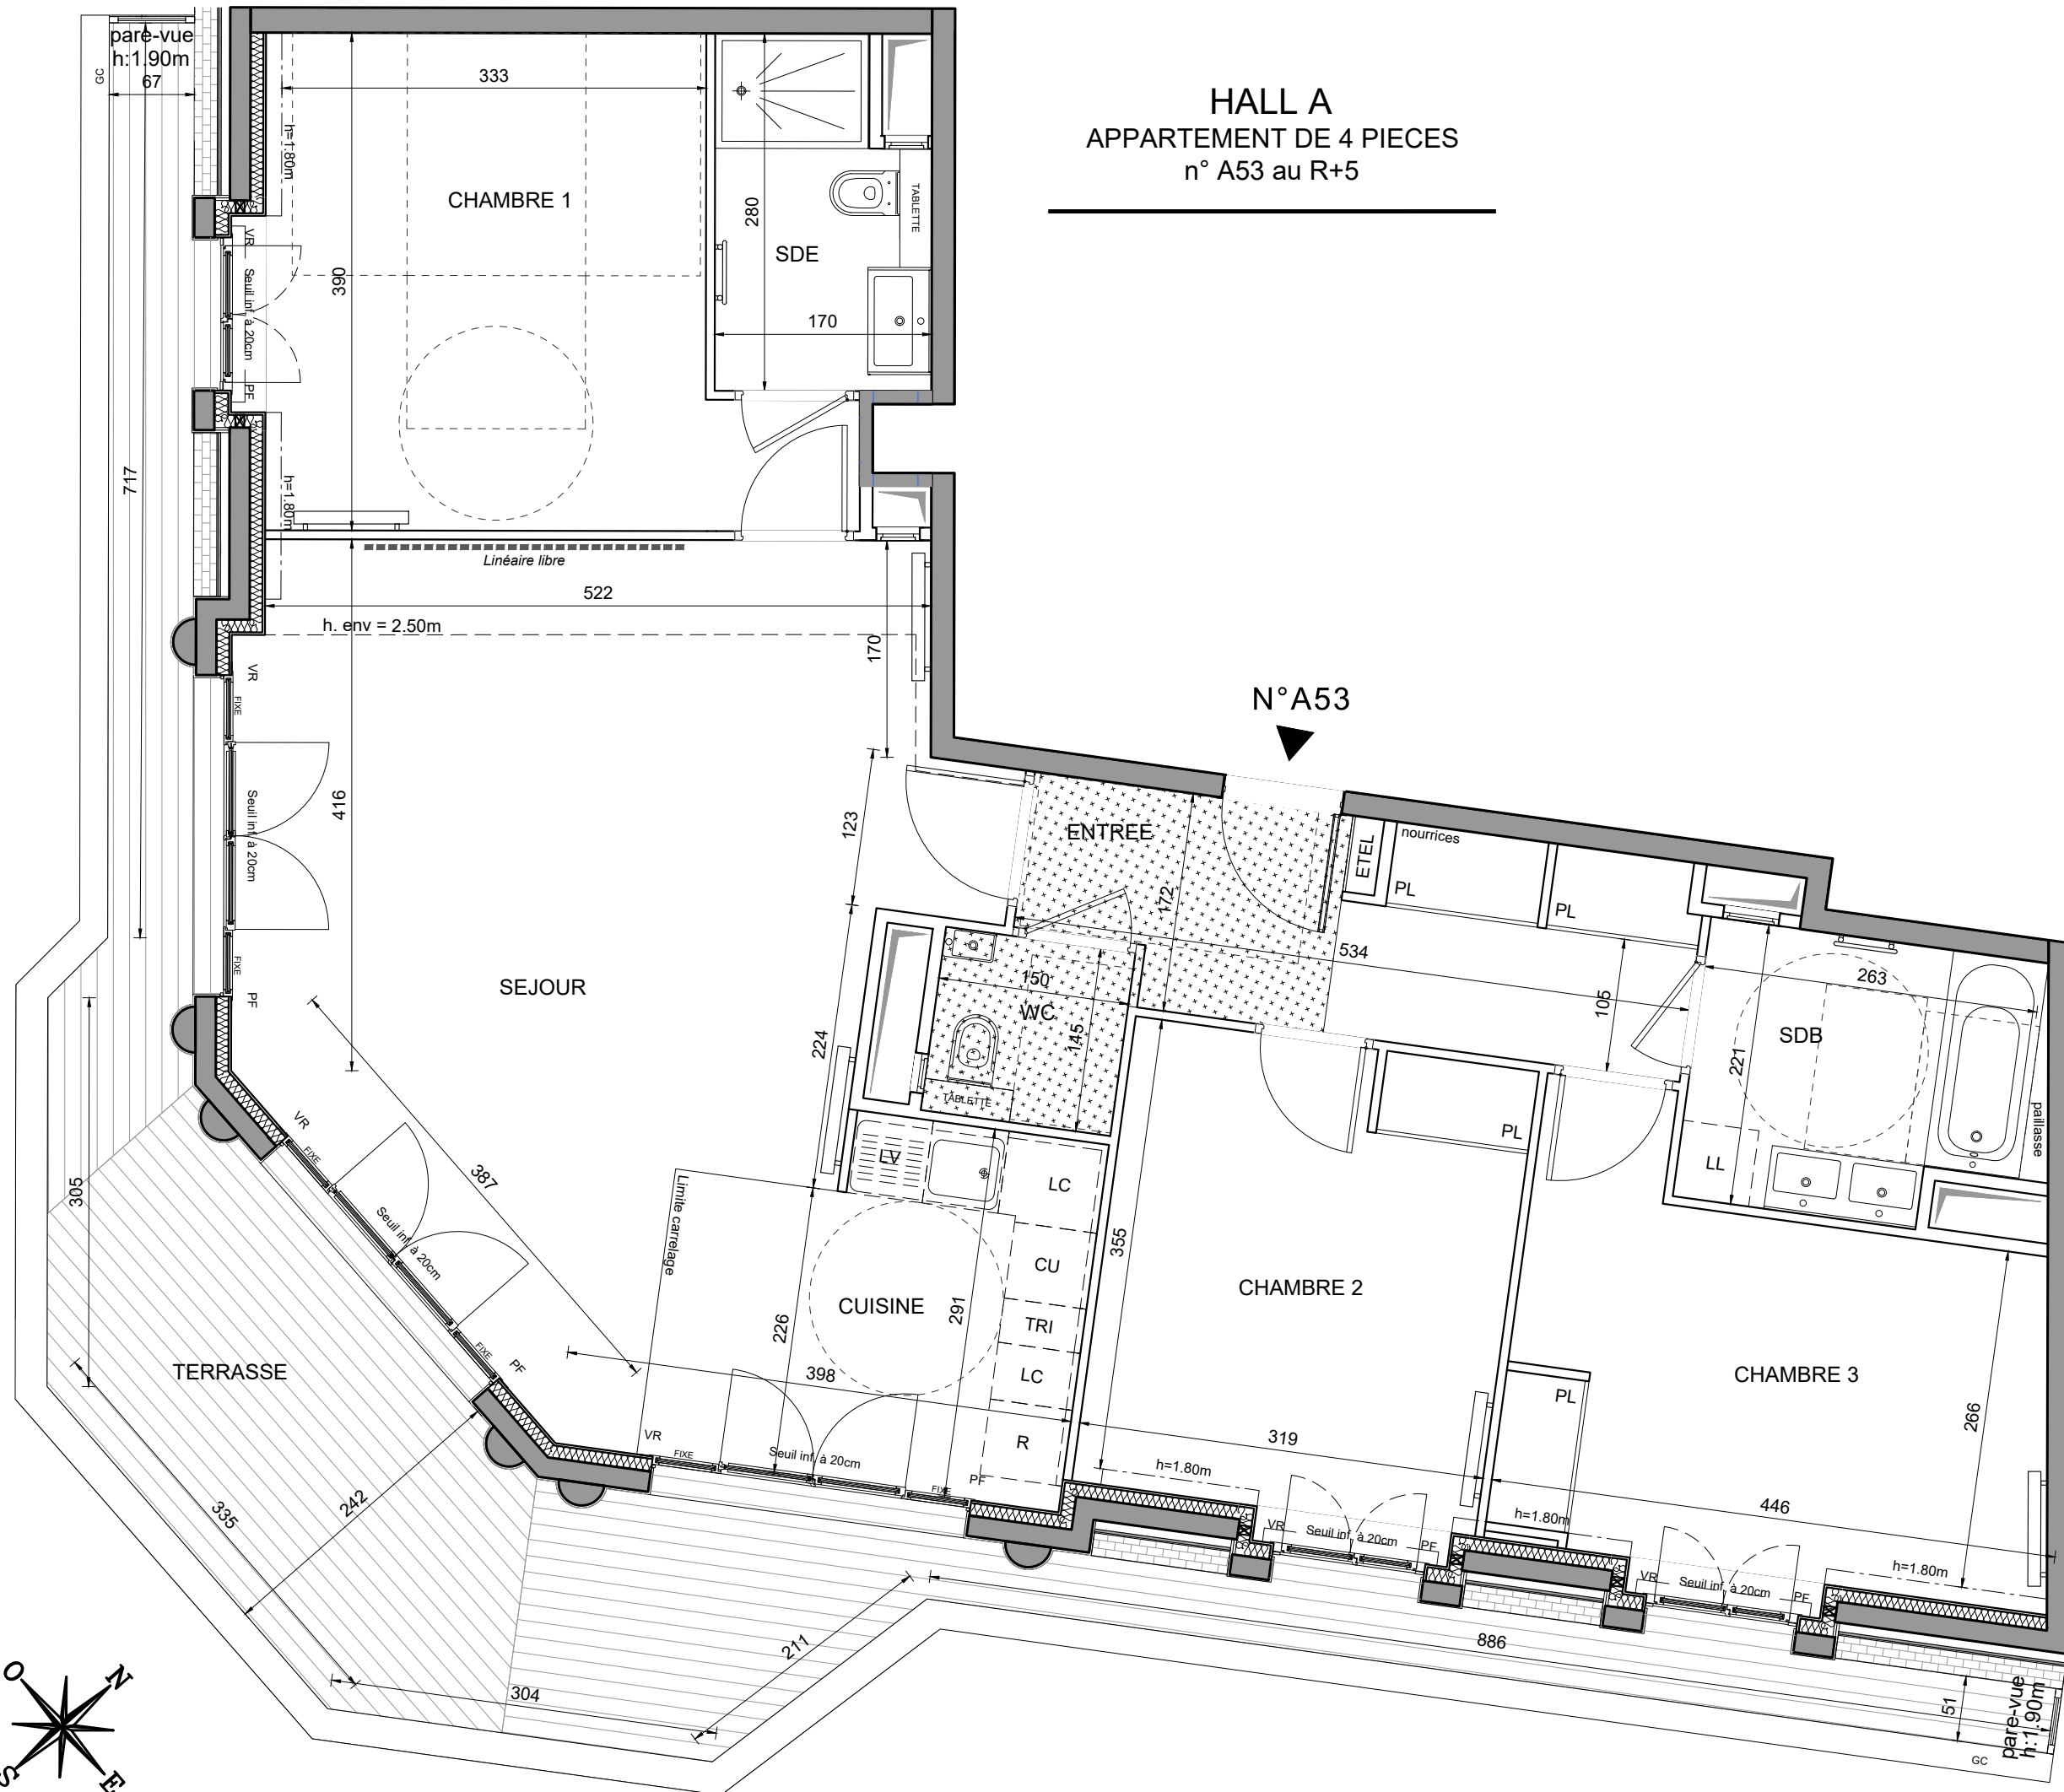 HALL A
APPARTEMENT DE 4 PIECES
n° A53 au R+5
pare-vue
h:1.90m
GC
67
333
h=1.80m
CHAMBRE 1
280
TABLETTE
SDE
VR
Seuil inf. à 20cm
PF
390
170
717
h=1.80m
Linéaire libre
522
h. env = 2.50m
170
VR
FIXE
N°A53
Seuil inf. à 20cm
416
123
ENTREE
ETEL
nourrices
PL
PL
172
534
FIXE
PF
SEJOUR
150
WC
145
105
263
SDB
221
224
TABLETTE
VR
FIXE
PL
paillasse
LL
387
LV
LC
305
Seuil inf. à 20cm
Limite carrelage
355
CU
CHAMBRE 2
CUISINE
291
226
TRI
FIXE
PF
TERRASSE
398
LC
CHAMBRE 3
PL
266
VR
FIXE
Seuil inf. à 20cm
R
319
PF
FIXE
h=1.80m
446
242
335
h=1.80m
VR
Seuil inf. à 20cm
PF
h=1.80m
VR
Seuil inf. à 20cm
PF
211
886
304
51
pare-vue
h:1.90m
GC
O
N
S
E